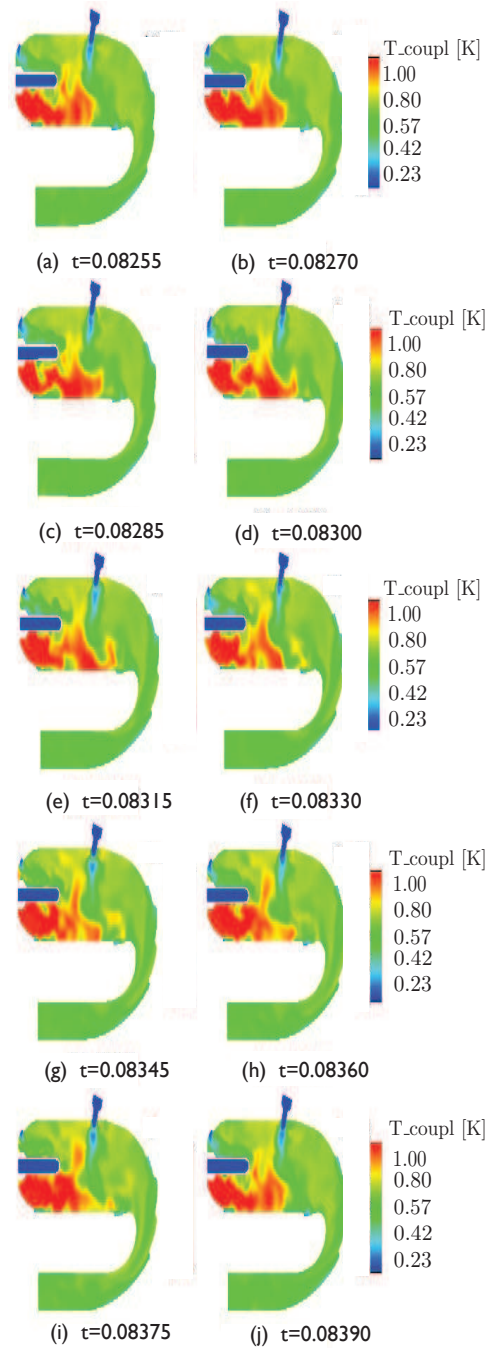 T_coupl [K]
1.00
0.80
0.57
0.42
0.23
(a) t=0.08255
(b) t=0.08270
T_coupl [K]
1.00
0.80
0.57
0.42
0.23
(c) t=0.08285
(d) t=0.08300
T_coupl [K]
1.00
0.80
0.57
0.42
0.23
(e) t=0.08315
(f) t=0.08330
T_coupl [K]
1.00
0.80
0.57
0.42
0.23
(g) t=0.08345
(h) t=0.08360
T_coupl [K]
1.00
0.80
0.57
0.42
0.23
(i) t=0.08375
(j) t=0.08390